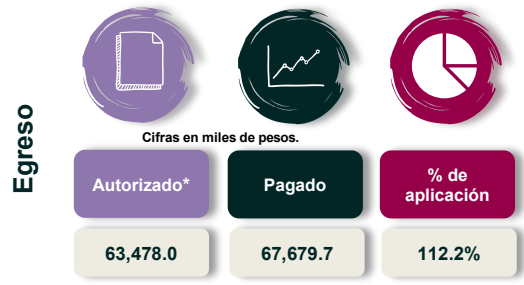 Egreso
Cifras en miles de pesos.
Autorizado*
Pagado
% de
aplicación
63,478.0
67,679.7
112.2%